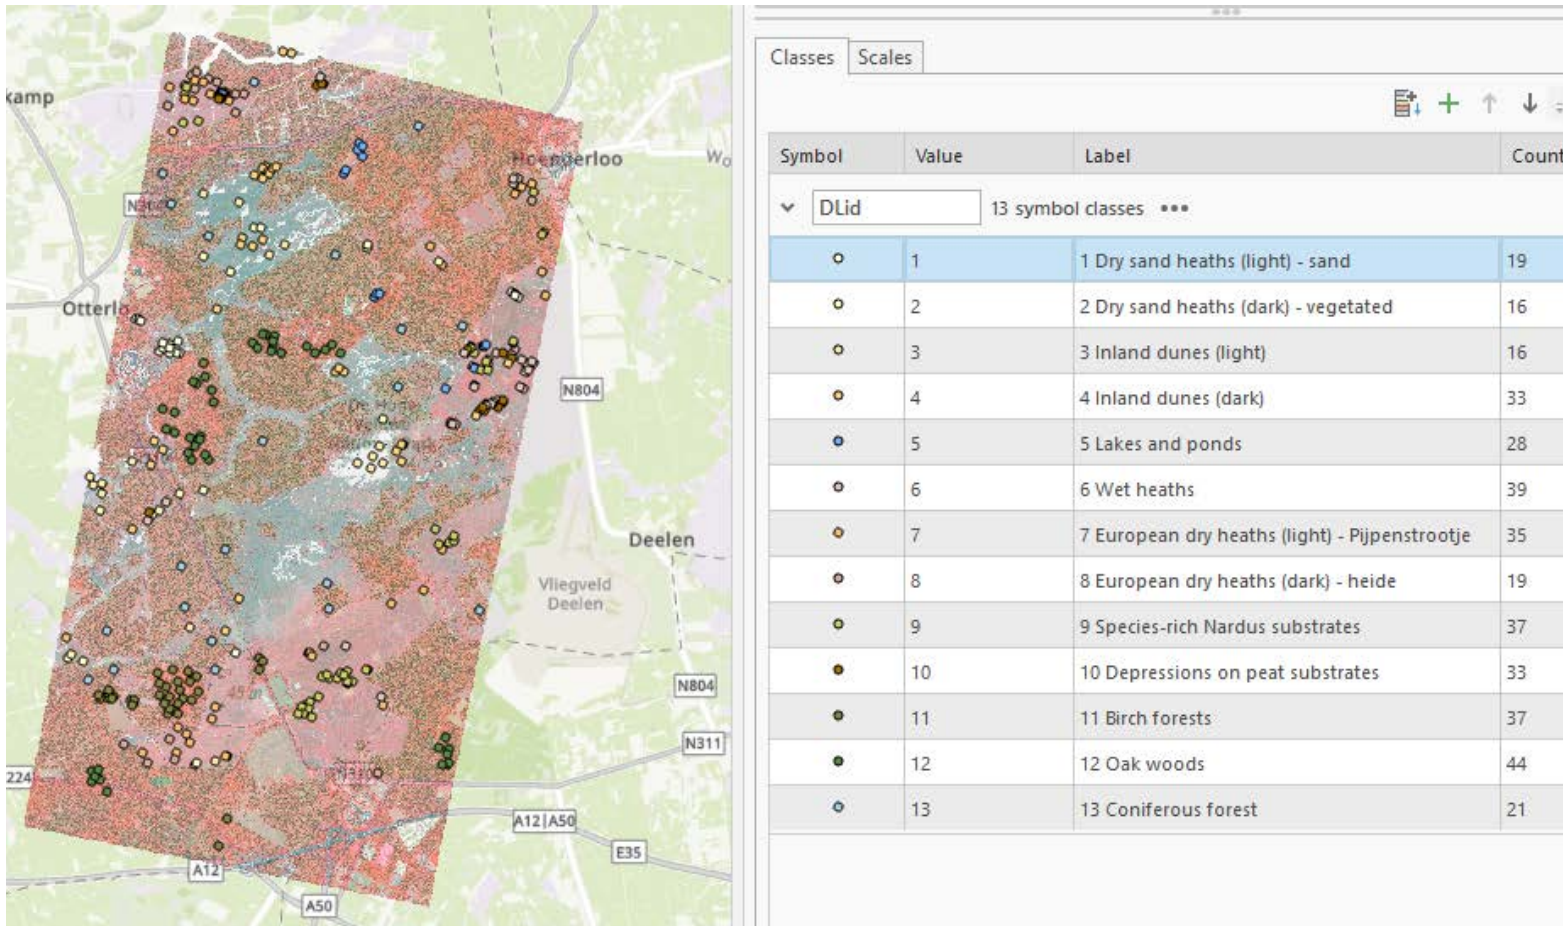 kamp
Hoenderloo
Wo
N304
Otterlo
N804
Deelen
Vliegveld
Deelen
N804
N311
224
A12|A50
E35
A12
A50
Classes
Scales
Symbol Value Label Count
DLid 13 symbol classes
1 1 Dry sand heaths (light) - sand 19
2 2 Dry sand heaths (dark) - vegetated 16
3 3 Inland dunes (light) 16
4 4 Inland dunes (dark) 33
5 5 Lakes and ponds 28
6 6 Wet heaths 39
7 7 European dry heaths (light) - Pijpenstrootje 35
8 8 European dry heaths (dark) - heide 19
9 9 Species-rich Nardus substrates 37
10 10 Depressions on peat substrates 33
11 11 Birch forests 37
12 12 Oak woods 44
13 13 Coniferous forest 21